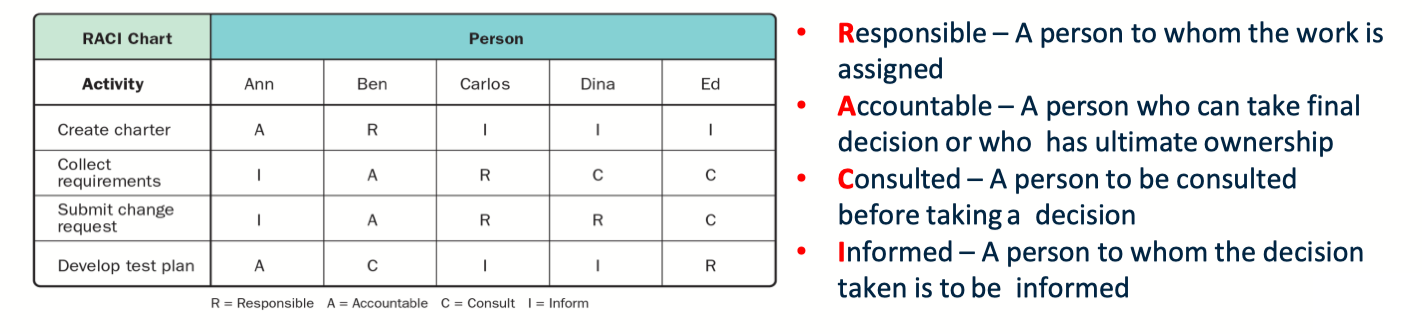 RACI Chart Person
Activity Ann Ben Carlos Dina Ed
Create charter A R I I I
Collect
requirements I A R C C
Submit change
request I A R R C
Develop test plan A C I I R
R = Responsible A = Accountable C = Consult I = Inform
• Responsible – A person to whom the work is
assigned
• Accountable – A person who can take final
decision or who has ultimate ownership
• Consulted – A person to be consulted
before taking a decision
• Informed – A person to whom the decision
taken is to be informed